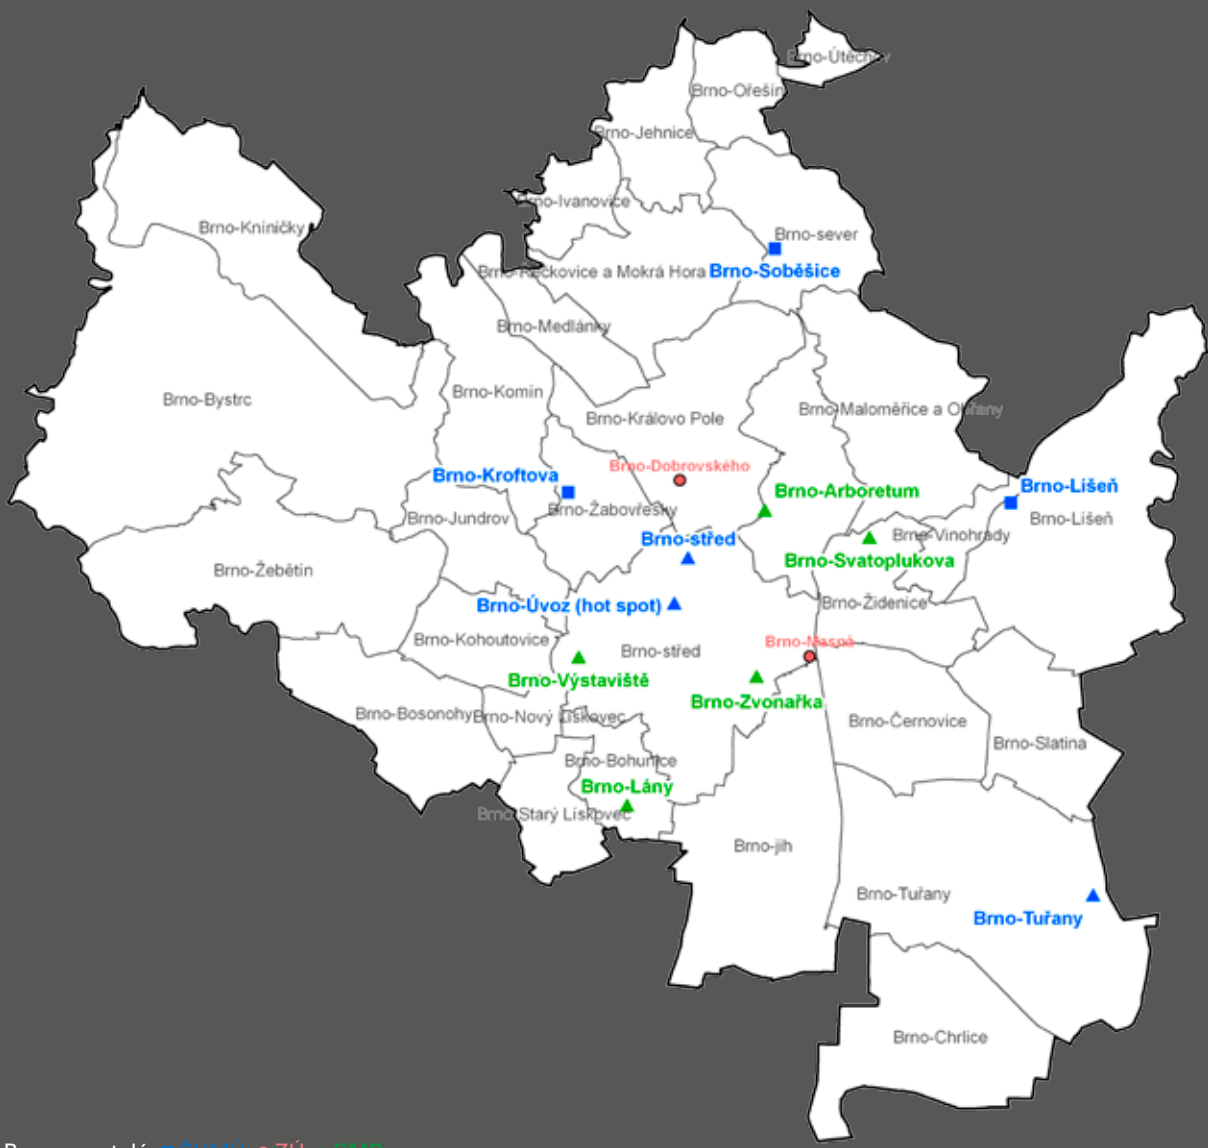 Brno-Útěchov
Brno-Ořešín
Brno-Jehnice
Brno-Ivanovice
Brno-Kníničky
Brno-sever
Brno-Řečkovice a Mokrá Hora
Brno-Soběšice
Brno-Medlánky
Brno-Komín
Brno-Bystrc
Brno-Maloměřice a Obřany
Brno-Královo Pole
Brno-Dobrovského
Brno-Kroftova
Brno-Líšeň
Brno-Arboretum
Brno-Žabovřesky
Brno-Jundrov
Brno-Líšeň
Brno-Vinohrady
Brno-střed
Brno-Svatoplukova
Brno-Žebětín
Brno-Židenice
Brno-Úvoz (hot spot)
Brno-Kohoutovice
Brno-Masná
Brno-střed
Brno-Výstaviště
Brno-Zvonařka
Brno-Bosonohy
Brno-Nový Lískovec
Brno-Černovice
Brno-Slatina
Brno-Bohunice
Brno-Lány
Brno-Starý Lískovec
Brno-jih
Brno-Tuřany
Brno-Tuřany
Brno-Chrlice